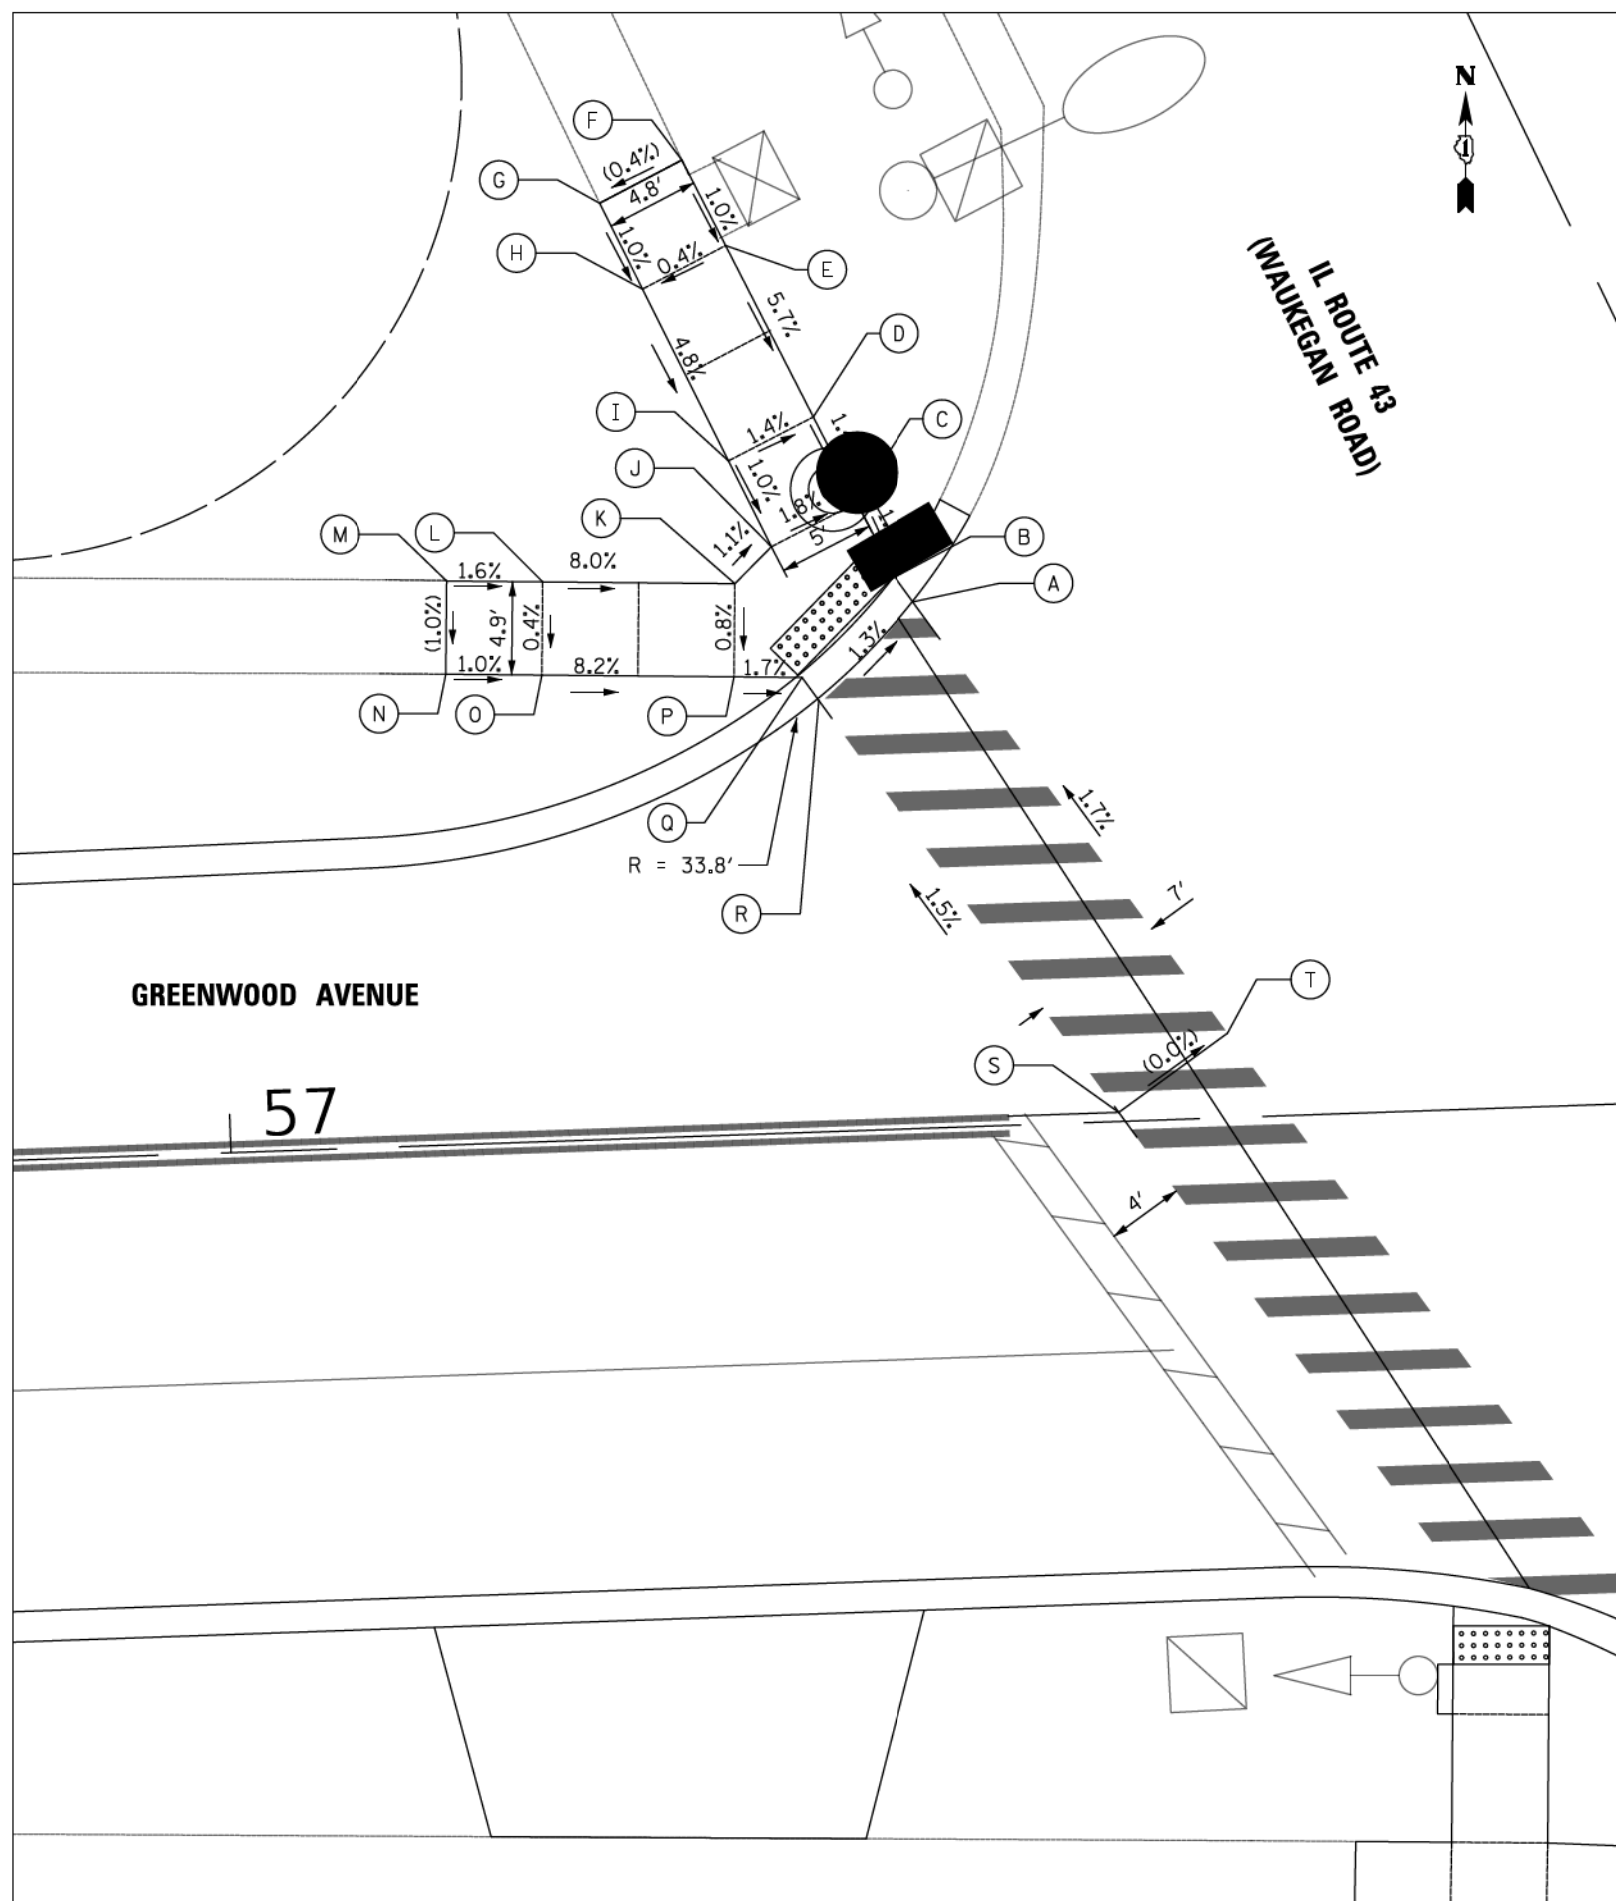 N
F
(0.4%)
G
4.8'
1.0%
H
1.0%
0.4%
E
IL ROUTE 43
(WAUKEGAN ROAD)
5.7%
D
4.8%
I
1.4%
C
J
1.0%
K
1.8%
M
L
1.1%
5'
B
1.6%
8.0%
A
(1.0%)
4.9'
0.4%
0.8%
1.3%
1.0%
8.2%
1.7%
N
O
P
Q
1.7%
R = 33.8'
7'
1.5%
R
T
GREENWOOD AVENUE
(0.0%)
S
57
4'